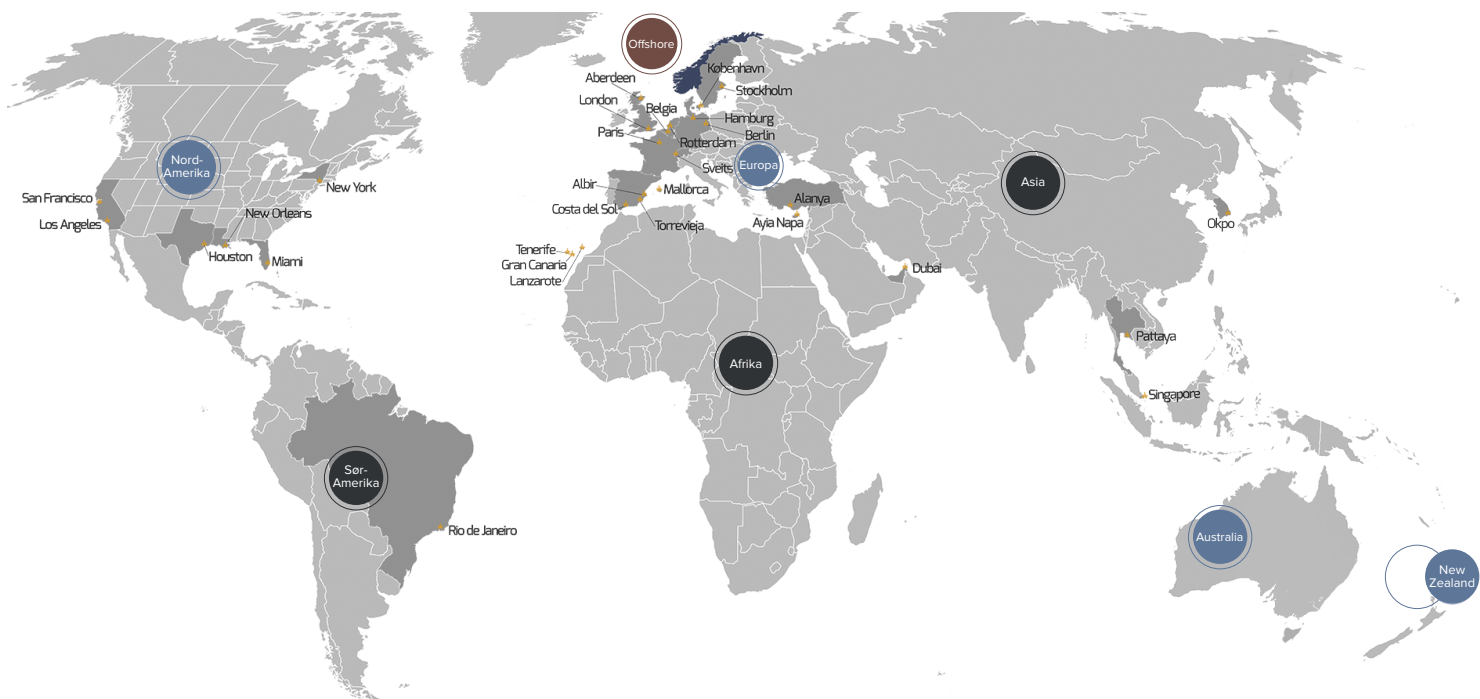 Offshore
København
Aberdeen
Stockholm
London
Belgia
Hamburg
Paris
Berlin
Rotterdam
Nord-
Amerika
Europa
Sveits
Asia
New York
Albir
Mallorca
San Francisco
Alanya
Costa del Sol
New Orleans
Los Angeles
Torrevieja
Ayia Napa
Okpo
Tenerife
Houston
Miami
Gran Canaria
Dubai
Lanzarote
Pattaya
Afrika
Singapore
Sør-
Amerika
Rio de Janeiro
Australia
New
Zealand